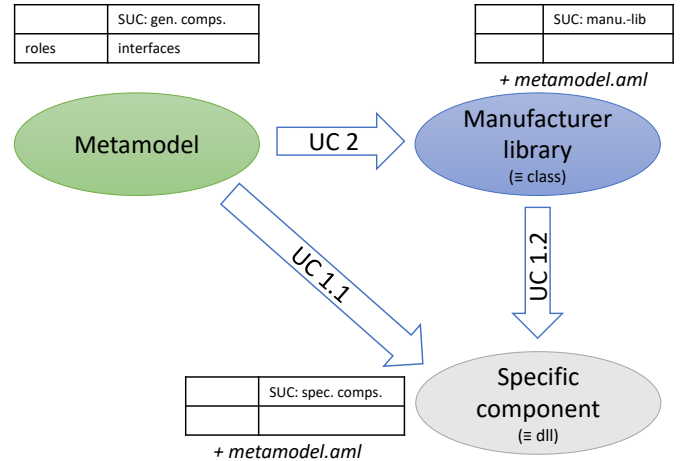 SUC: gen. comps.
roles
interfaces
SUC: manu.-lib
+ metamodel.aml
Metamodel
UC 2
Manufacturer
library
(≡ class)
UC 1.1
UC 1.2
SUC: spec. comps.
+ metamodel.aml
Specific
component
(≡ dll)